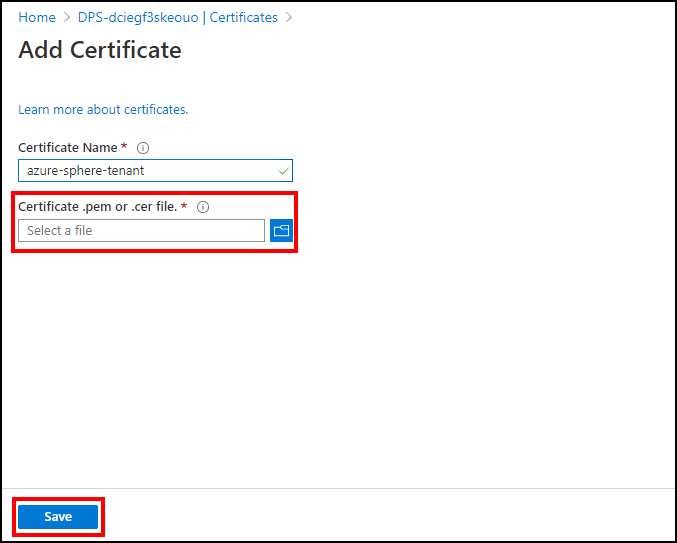 Home > DPS-dciegf3skeouo | Certificates >
Add Certificate
Learn more about certificates.
Certificate Name *
azure-sphere-tenant
Certificate .pem or .cer file. *
Select a file
Save